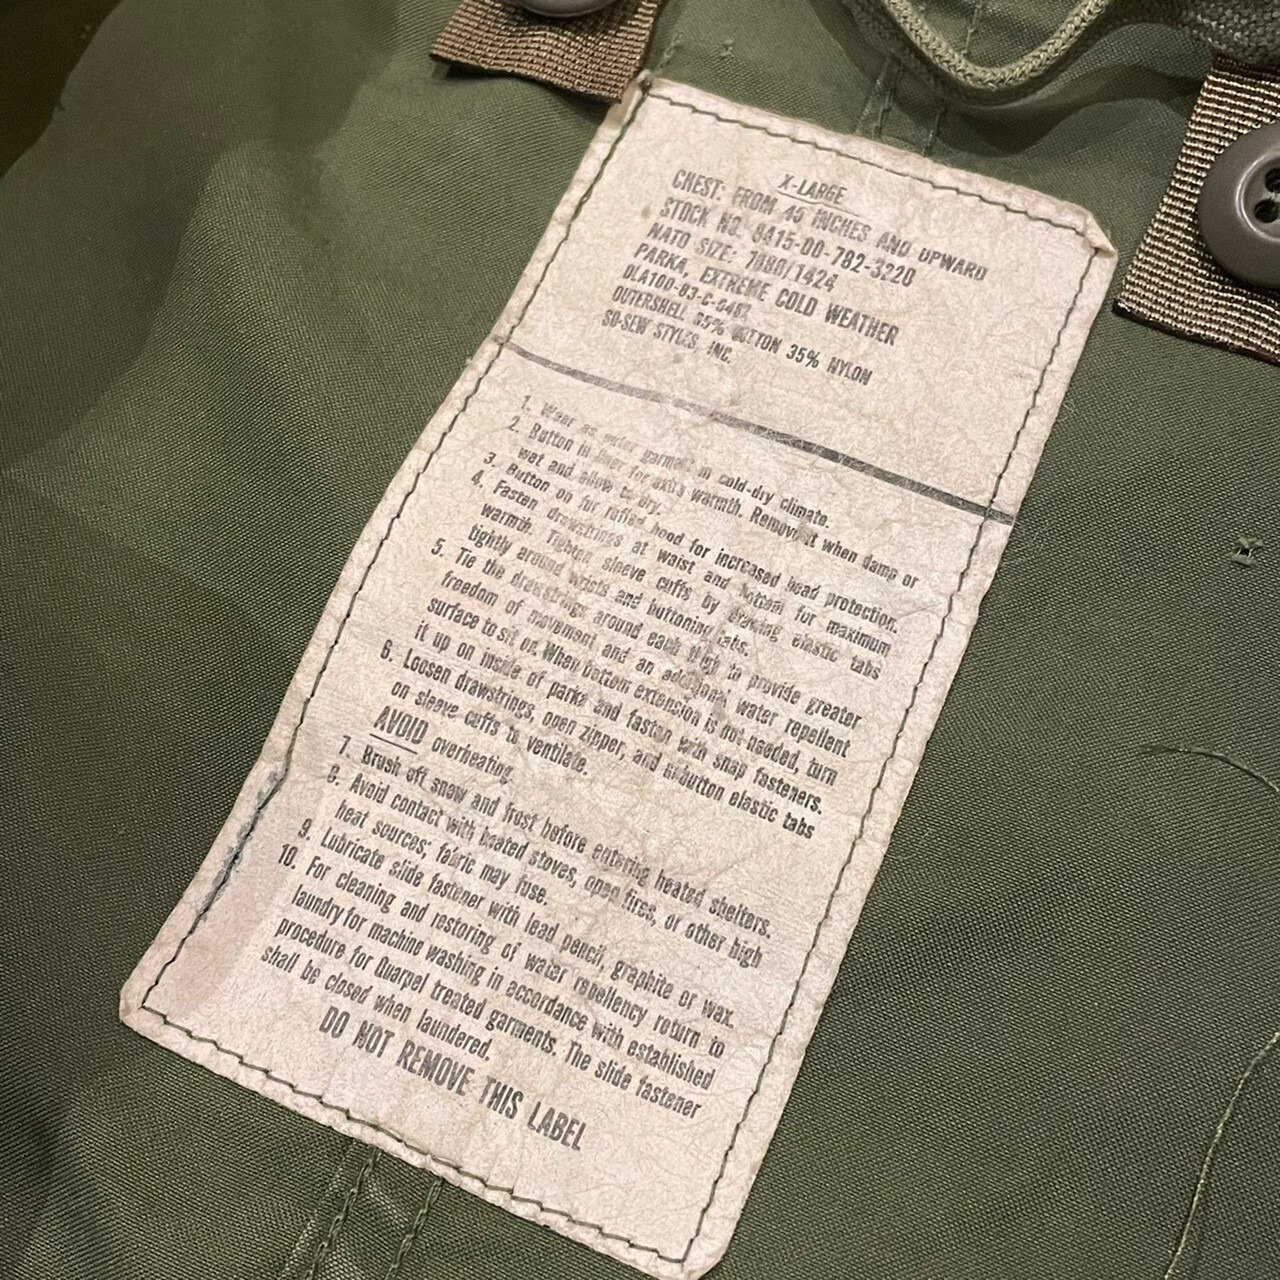 X-LARGE
CHEST: FROM 45 INCHES AND UPWARD
STOCK NO. 8415-00-782-3220
NATO SIZE: 7080/1424
PARKA, EXTREME COLD WEATHER
DLA100-83-C-
OUTERSHELL 65% COTTON 35% NYLON
SO-SEW STYLES, INC.
1. Wear as outer garment in cold-dry climate.
2. Button in liner for extra warmth. Remove it when damp or
wet and allow to dry.
3. Button on fur ruffed hood for increased head protection.
4. Fasten drawstrings at waist and bottom for maximum
warmth. Tighten sleeve cuffs by drawing elastic tabs
tightly around wrists and buttoning tabs.
5. Tie the drawstrings around each thigh to provide greater
freedom of movement and an additional water repellent
surface to sit on. When bottom extension is not needed, turn
it up on inside of parka and fasten with snap fasteners.
6. Loosen drawstrings, open zipper, and unbutton elastic tabs
on sleeve cuffs to ventilate.
AVOID overheating.
7. Brush off snow and frost before entering heated shelters.
8. Avoid contact with heated stoves, open fires, or other high
heat sources; fabric may fuse.
9. Lubricate slide fastener with lead pencil, graphite or wax.
10. For cleaning and restoring of water repellency return to
laundry for machine washing in accordance with established
procedure for Quarpel treated garments. The slide fastener
shall be closed when laundered.
DO NOT REMOVE THIS LABEL